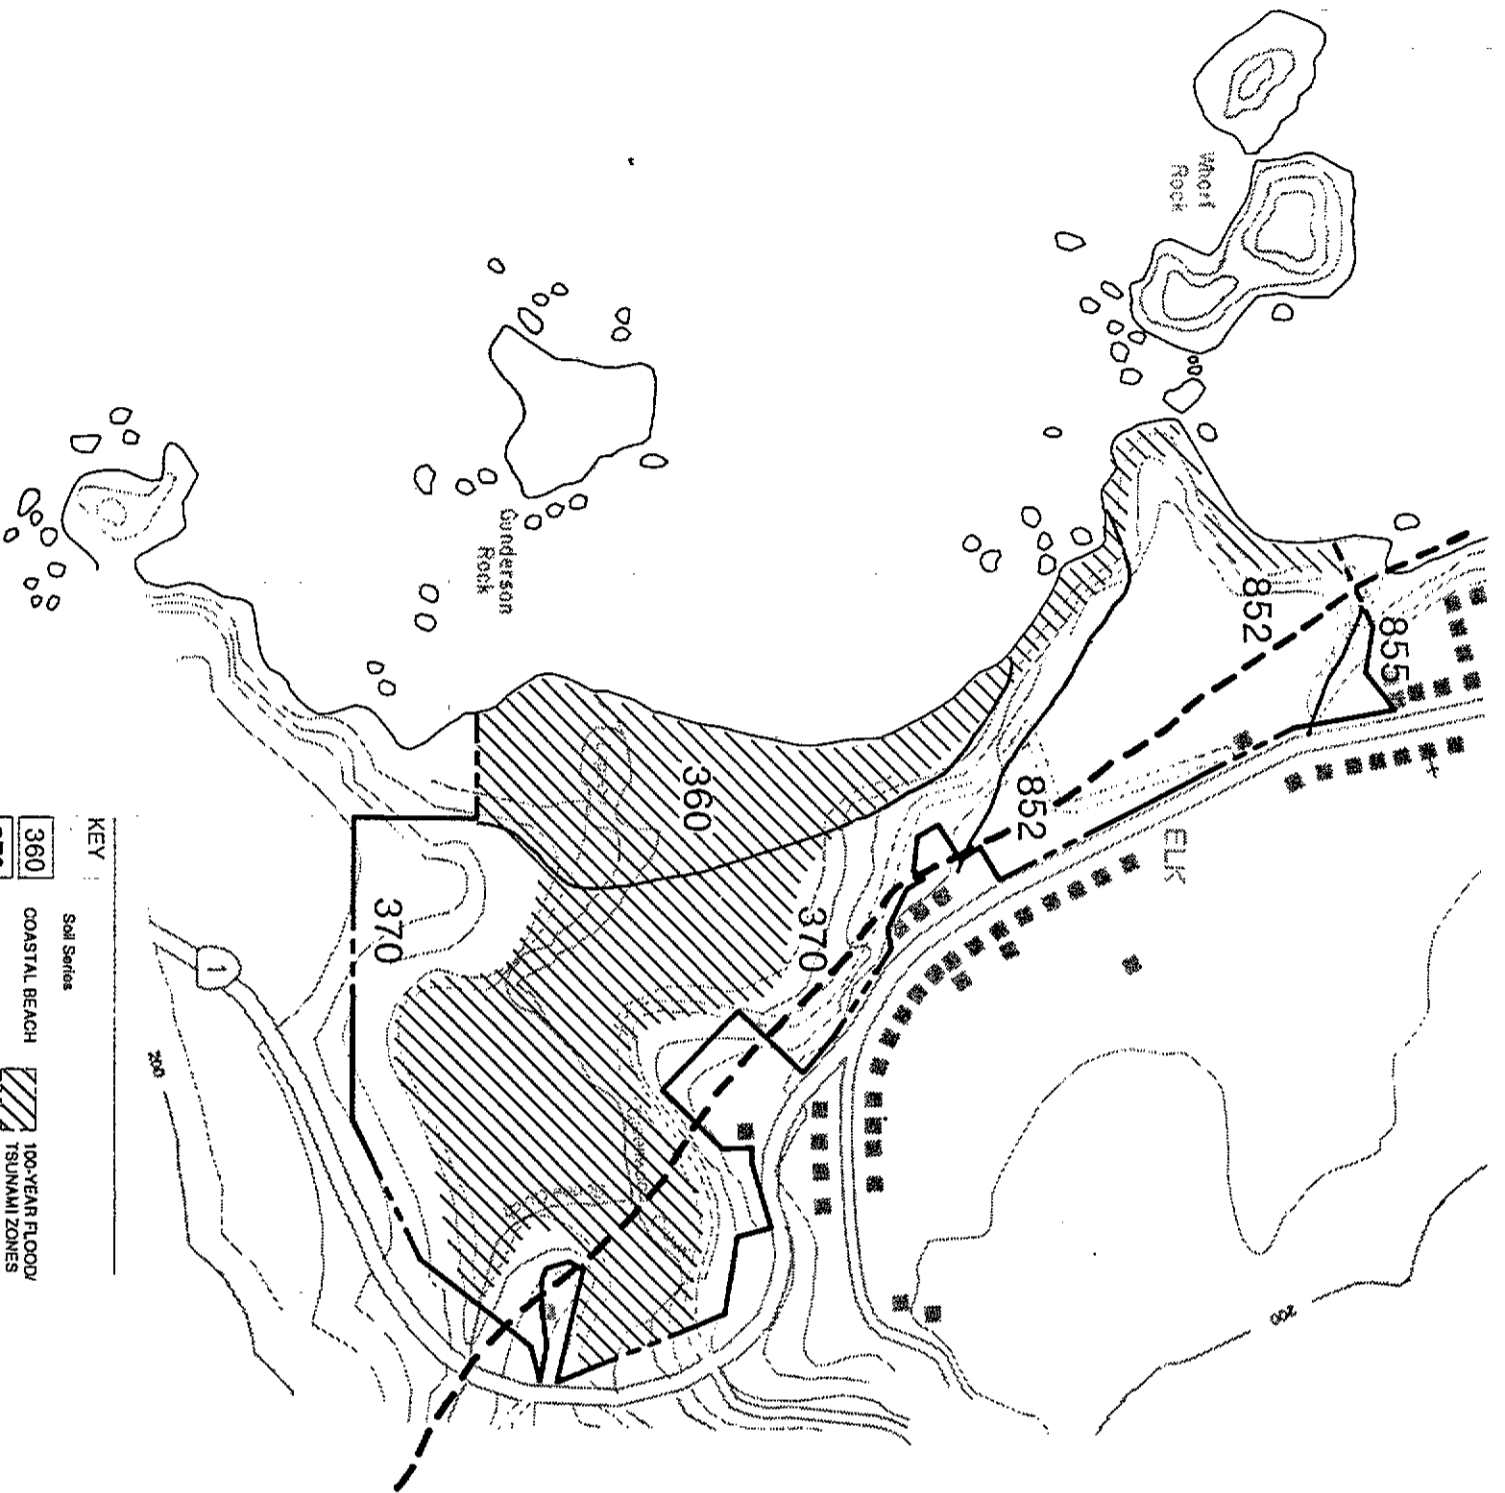 Wharf
Rock
852
855
Gunderson
Rock
360
852
ELK
370
370
1
200
200
KEY
Soil Series
360 COASTAL BEACH
100-YEAR FLOOD/
TSUNAMI ZONES